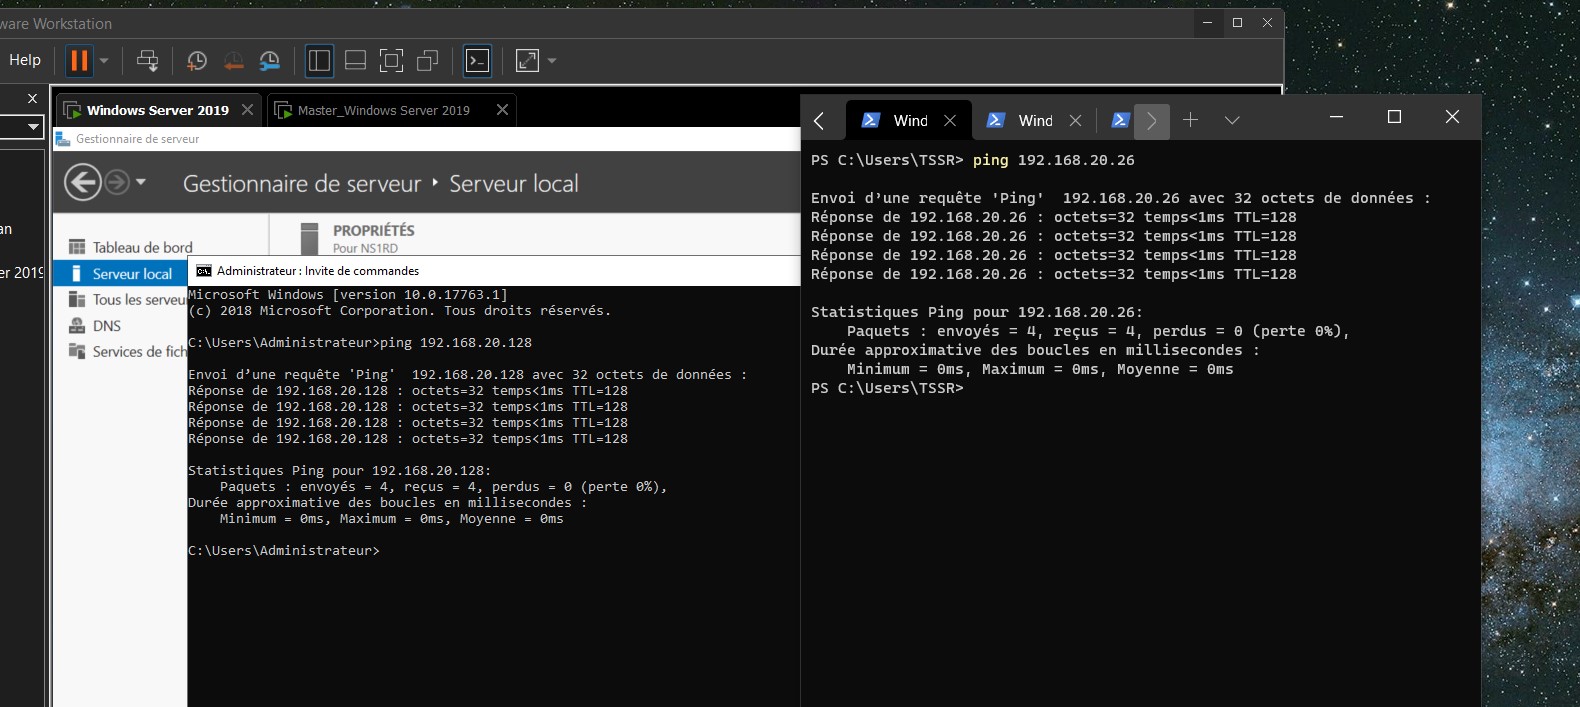 ware Workstation
Help
Windows Server 2019
Master_Windows Server 2019
Gestionnaire de serveur
Gestionnaire de serveur ‣ Serveur local
an
er 2019
Tableau de bord
Serveur local
Tous les serveu
DNS
Services de fich
PROPRIÉTÉS
Pour NS1RD
Administrateur : Invite de commandes
Microsoft Windows [version 10.0.17763.1]
(c) 2018 Microsoft Corporation. Tous droits réservés.
C:\Users\Administrateur>ping 192.168.20.128
Envoi d’une requête 'Ping'  192.168.20.128 avec 32 octets de données :
Réponse de 192.168.20.128 : octets=32 temps<1ms TTL=128
Réponse de 192.168.20.128 : octets=32 temps<1ms TTL=128
Réponse de 192.168.20.128 : octets=32 temps<1ms TTL=128
Réponse de 192.168.20.128 : octets=32 temps<1ms TTL=128
Statistiques Ping pour 192.168.20.128:
Paquets : envoyés = 4, reçus = 4, perdus = 0 (perte 0%),
Durée approximative des boucles en millisecondes :
Minimum = 0ms, Maximum = 0ms, Moyenne = 0ms
C:\Users\Administrateur>
Wind
Wind
PS C:\Users\TSSR> ping 192.168.20.26
Envoi d’une requête 'Ping'  192.168.20.26 avec 32 octets de données :
Réponse de 192.168.20.26 : octets=32 temps<1ms TTL=128
Réponse de 192.168.20.26 : octets=32 temps<1ms TTL=128
Réponse de 192.168.20.26 : octets=32 temps<1ms TTL=128
Réponse de 192.168.20.26 : octets=32 temps<1ms TTL=128
Statistiques Ping pour 192.168.20.26:
Paquets : envoyés = 4, reçus = 4, perdus = 0 (perte 0%),
Durée approximative des boucles en millisecondes :
Minimum = 0ms, Maximum = 0ms, Moyenne = 0ms
PS C:\Users\TSSR>